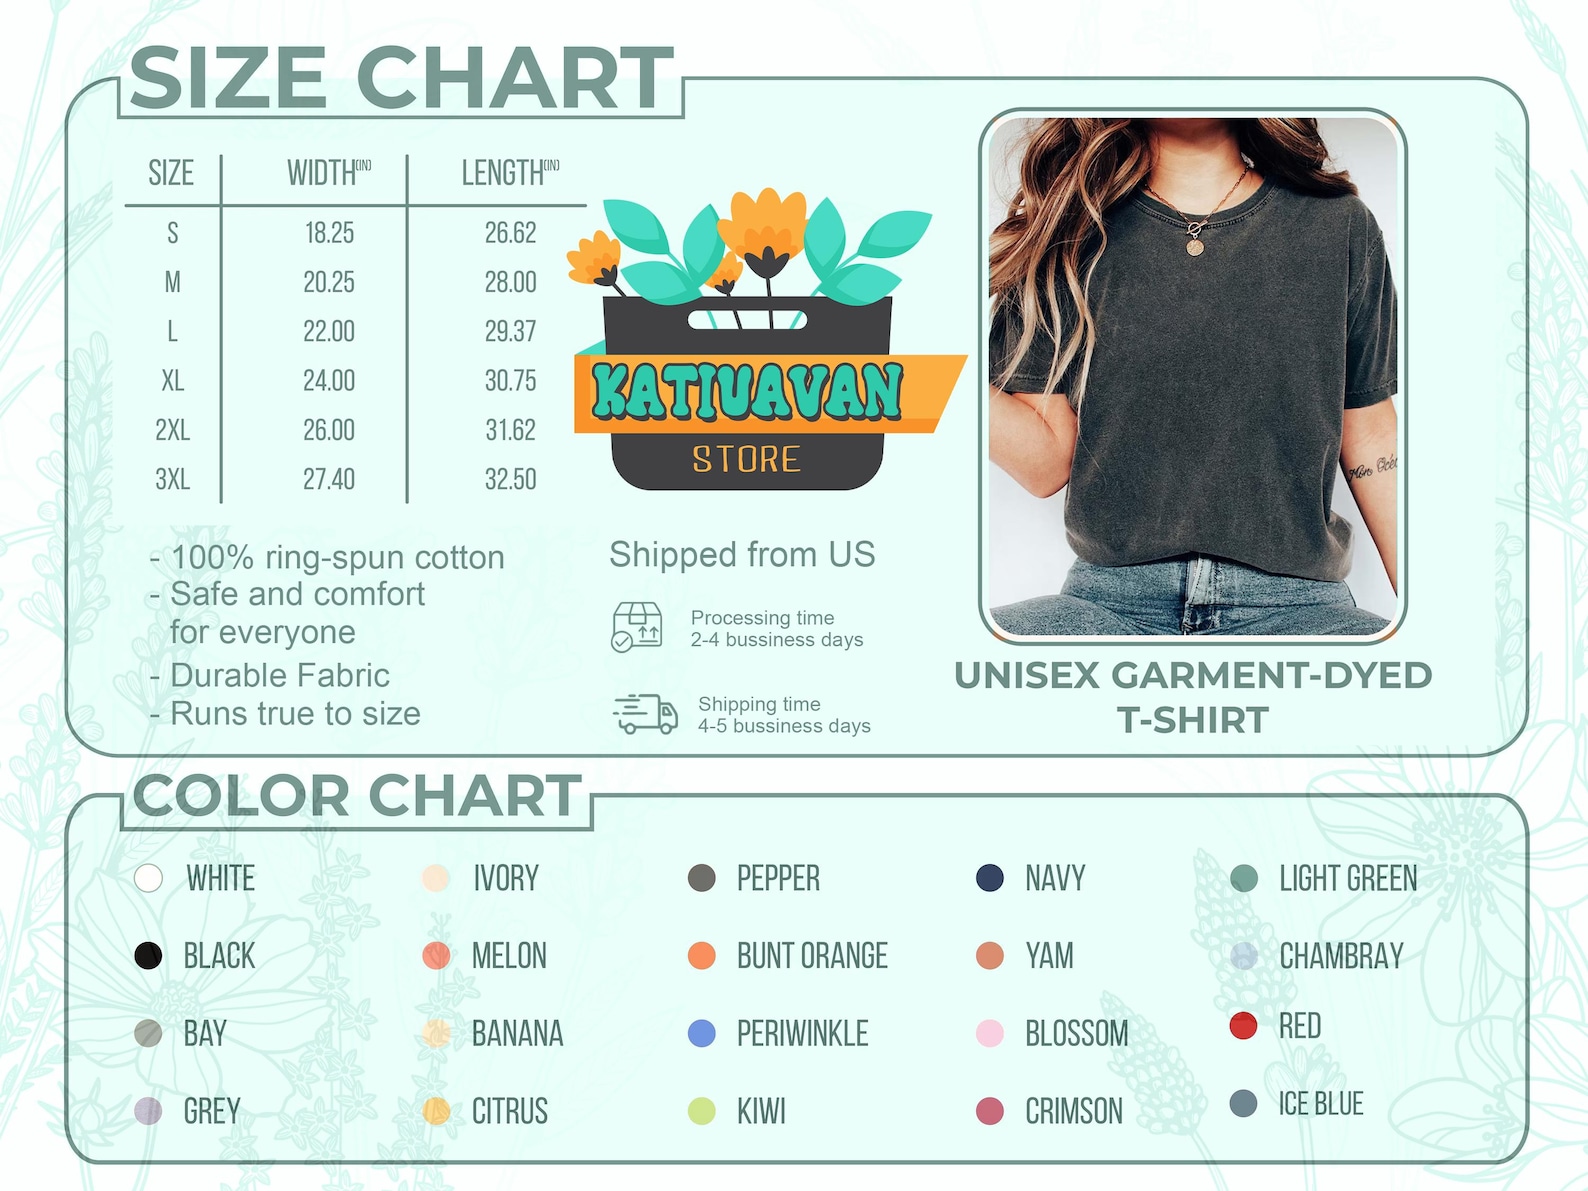 SIZE CHART
SIZE WIDTH(IN) LENGTH(IN)
S 18.25 26.62
M 20.25 28.00
L 22.00 29.37
XL 24.00 30.75
2XL 26.00 31.62
3XL 27.40 32.50
KATIUAVAN
STORE
- 100% ring-spun cotton
- Safe and comfort
for everyone
- Durable Fabric
- Runs true to size
Shipped from US
Processing time
2-4 bussiness days
Shipping time
4-5 bussiness days
UNISEX GARMENT-DYED
T-SHIRT
COLOR CHART
WHITE IVORY PEPPER NAVY LIGHT GREEN
BLACK MELON BUNT ORANGE YAM CHAMBRAY
BAY BANANA PERIWINKLE BLOSSOM RED
GREY CITRUS KIWI CRIMSON ICE BLUE